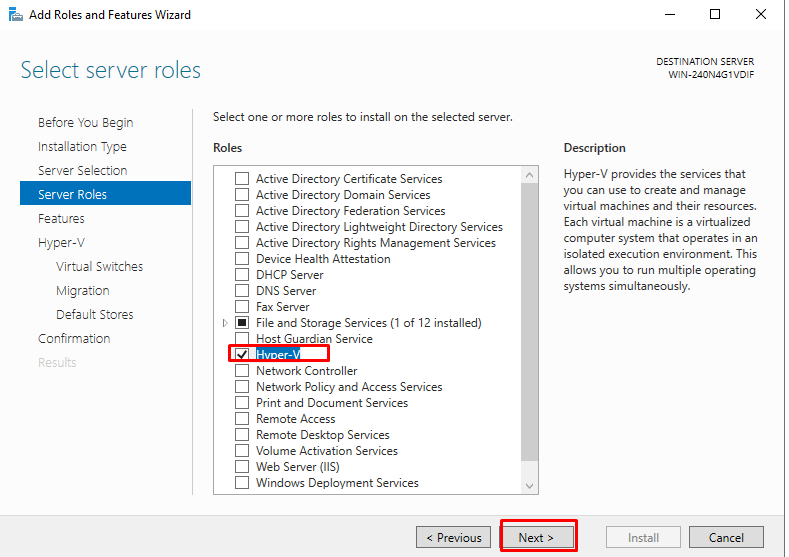 Add Roles and Features Wizard
Select server roles
DESTINATION SERVER
WIN-240N4G1VDIF
Before You Begin
Installation Type
Server Selection
Server Roles
Features
Hyper-V
Virtual Switches
Migration
Default Stores
Confirmation
Results
Select one or more roles to install on the selected server.
Roles
Active Directory Certificate Services
Active Directory Domain Services
Active Directory Federation Services
Active Directory Lightweight Directory Services
Active Directory Rights Management Services
Device Health Attestation
DHCP Server
DNS Server
Fax Server
File and Storage Services (1 of 12 installed)
Host Guardian Service
Hyper-V
Network Controller
Network Policy and Access Services
Print and Document Services
Remote Access
Remote Desktop Services
Volume Activation Services
Web Server (IIS)
Windows Deployment Services
Description
Hyper-V provides the services that
you can use to create and manage
virtual machines and their resources.
Each virtual machine is a virtualized
computer system that operates in an
isolated execution environment. This
allows you to run multiple operating
systems simultaneously.
< Previous
Next >
Install
Cancel